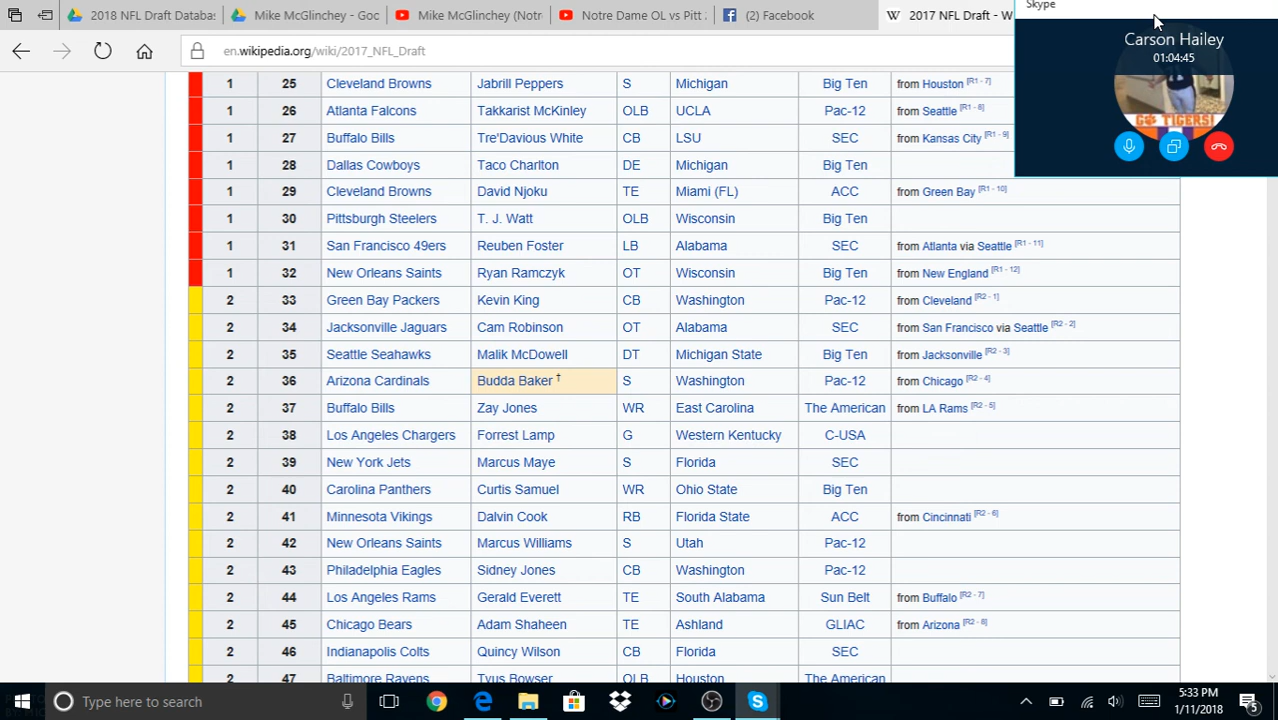 2018 NFL Draft Databas
Mike McGlinchey - Goo
Mike McGlinchey (Notre
Notre Dame OL vs Pitt 2
(2) Facebook
W 2017 NFL Draft - W
Skype
en.wikipedia.org/wiki/2017_NFL_Draft
Carson Hailey
01:04:45
GO TIGERS!
1 25 Cleveland Browns Jabrill Peppers S Michigan Big Ten from Houston [R1 - 7]
1 26 Atlanta Falcons Takkarist McKinley OLB UCLA Pac-12 from Seattle [R1 - 8]
1 27 Buffalo Bills Tre'Davious White CB LSU SEC from Kansas City [R1 - 9]
1 28 Dallas Cowboys Taco Charlton DE Michigan Big Ten
1 29 Cleveland Browns David Njoku TE Miami (FL) ACC from Green Bay [R1 - 10]
1 30 Pittsburgh Steelers T. J. Watt OLB Wisconsin Big Ten
1 31 San Francisco 49ers Reuben Foster LB Alabama SEC from Atlanta via Seattle [R1 - 11]
1 32 New Orleans Saints Ryan Ramczyk OT Wisconsin Big Ten from New England [R1 - 12]
2 33 Green Bay Packers Kevin King CB Washington Pac-12 from Cleveland [R2 - 1]
2 34 Jacksonville Jaguars Cam Robinson OT Alabama SEC from San Francisco via Seattle [R2 - 2]
2 35 Seattle Seahawks Malik McDowell DT Michigan State Big Ten from Jacksonville [R2 - 3]
2 36 Arizona Cardinals Budda Baker † S Washington Pac-12 from Chicago [R2 - 4]
2 37 Buffalo Bills Zay Jones WR East Carolina The American from LA Rams [R2 - 5]
2 38 Los Angeles Chargers Forrest Lamp G Western Kentucky C-USA
2 39 New York Jets Marcus Maye S Florida SEC
2 40 Carolina Panthers Curtis Samuel WR Ohio State Big Ten
2 41 Minnesota Vikings Dalvin Cook RB Florida State ACC from Cincinnati [R2 - 6]
2 42 New Orleans Saints Marcus Williams S Utah Pac-12
2 43 Philadelphia Eagles Sidney Jones CB Washington Pac-12
2 44 Los Angeles Rams Gerald Everett TE South Alabama Sun Belt from Buffalo [R2 - 7]
2 45 Chicago Bears Adam Shaheen TE Ashland GLIAC from Arizona [R2 - 8]
2 46 Indianapolis Colts Quincy Wilson CB Florida SEC
2 47 Baltimore Ravens Tyus Bowser OLB Houston The American
Type here to search
5:33 PM
1/11/2018
5